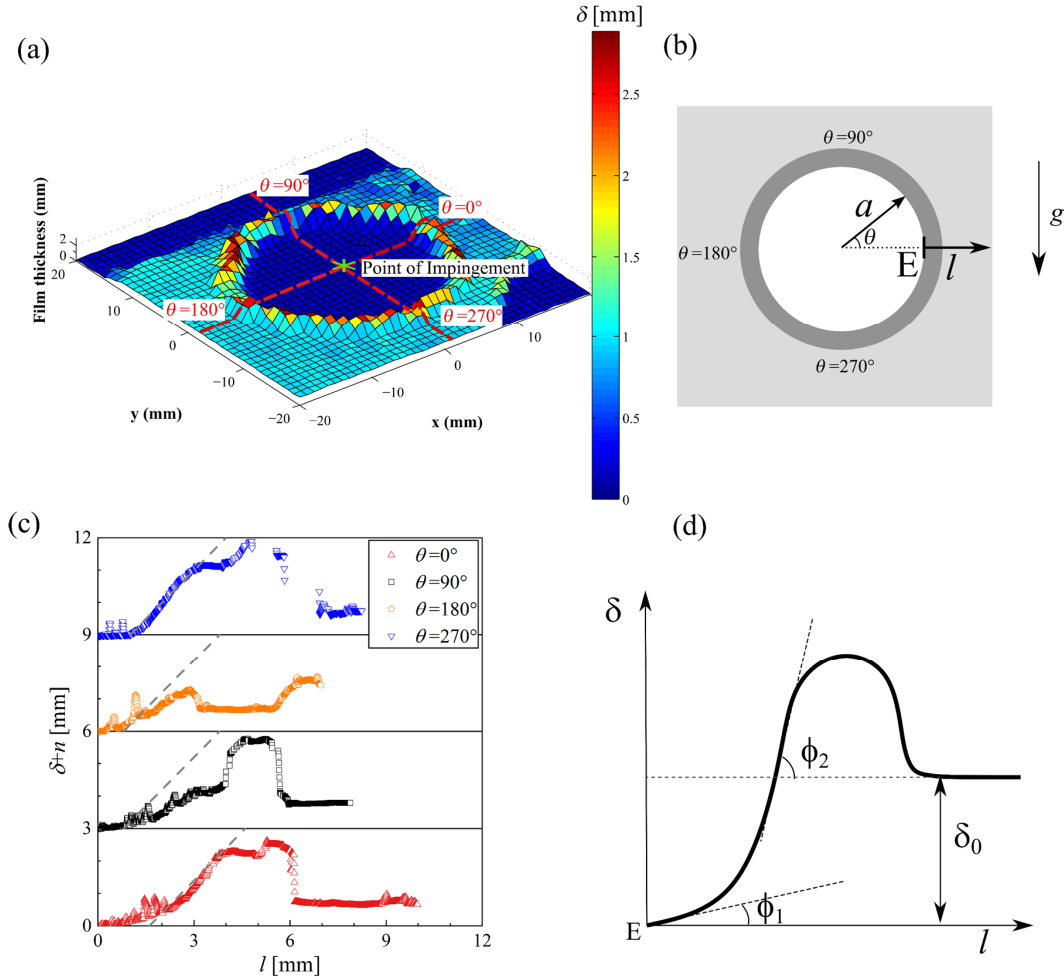 (a)
δ [mm]
2.5
2
1.5
1
0.5
0
Film thickness (mm)
2
0
20
10
0
−10
−20
y (mm)
−20
−10
0
10
x (mm)
θ =90°
θ =0°
Point of Impingement
θ =180°
θ =270°
(b)
θ =90°
a
θ
θ =180°
E
l
g
θ =270°
(c)
12
9
6
3
0
δ+n [mm]
θ =0°
θ =90°
θ =180°
θ =270°
0
3
6
9
12
l [mm]
(d)
δ
ϕ2
δ0
ϕ1
E
l